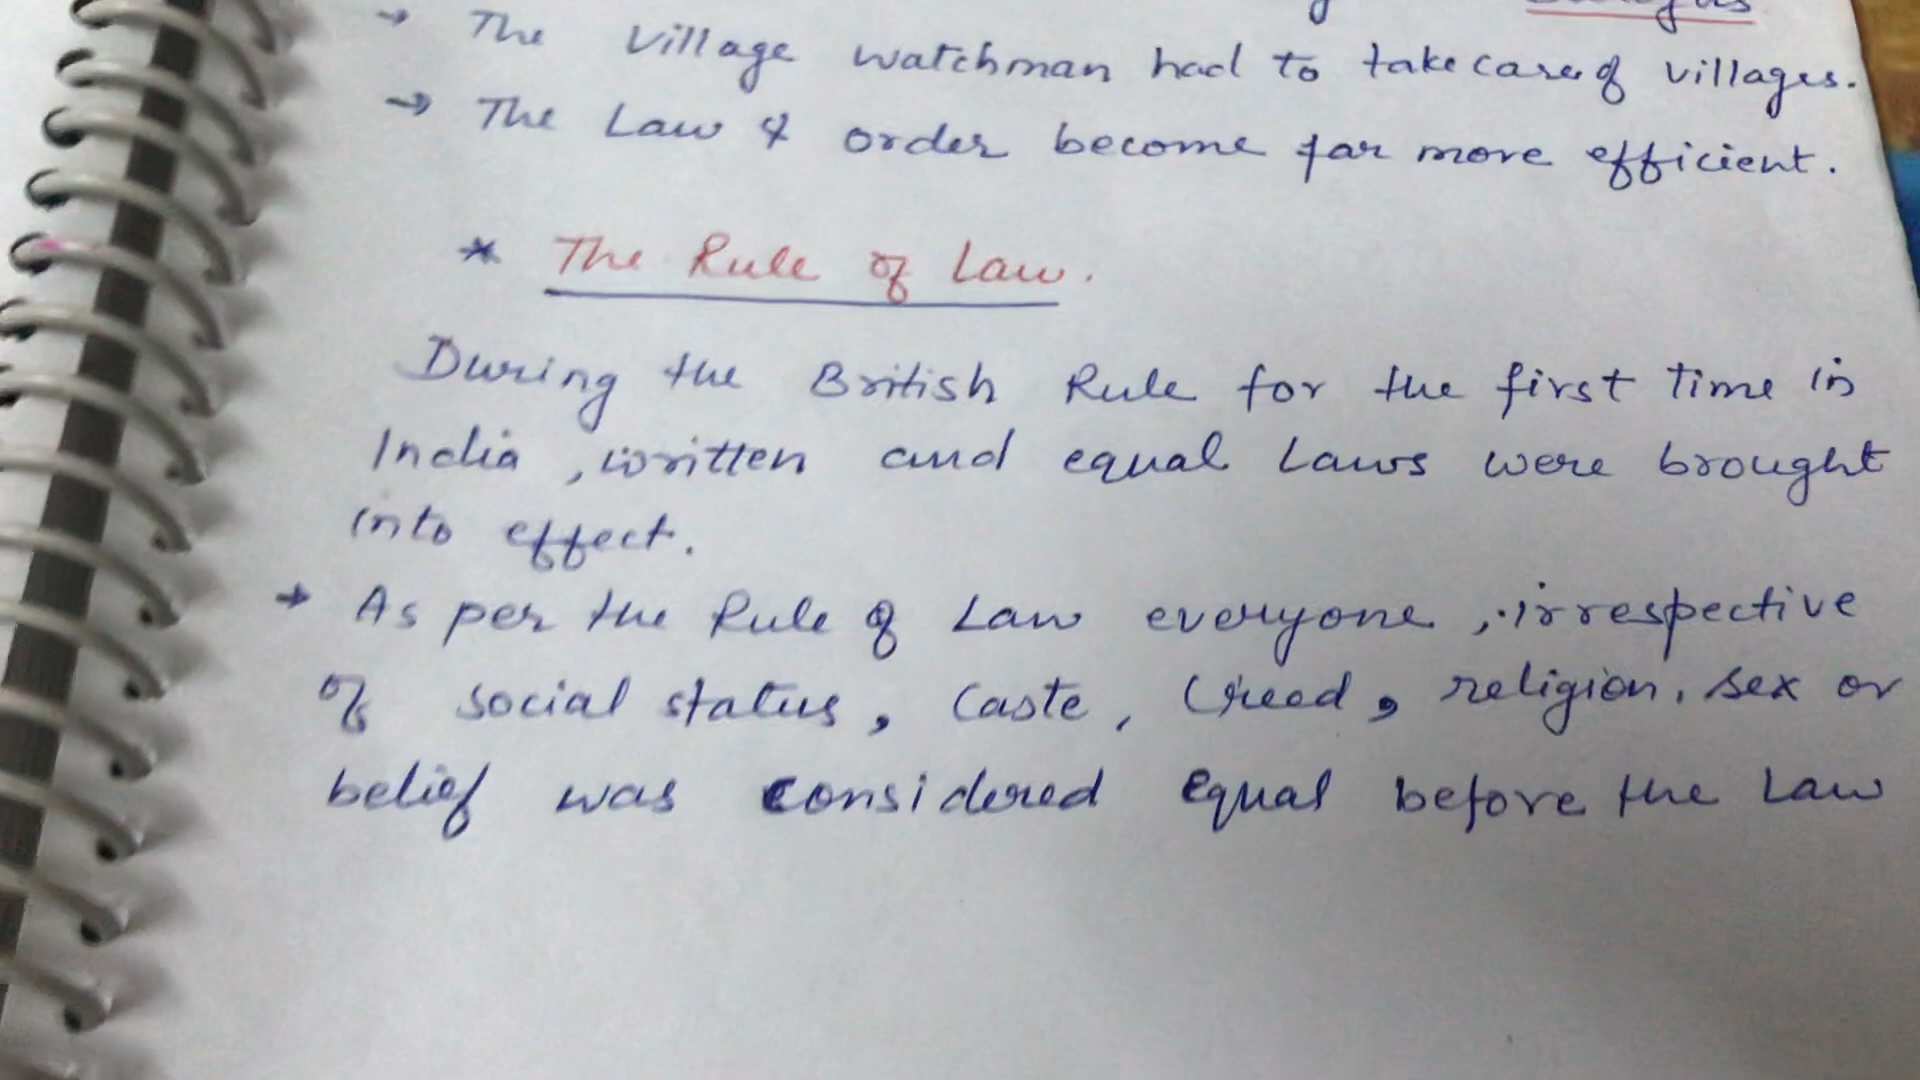 → The Village watchman had to take care of villages.
→ The Law & order become far more efficient.
* The Rule of Law.
During the British Rule for the first time in
India, written and equal Laws were brought
into effect.
→ As per the Rule of Law everyone, irrespective
of social status, Caste, Creed, religion, sex or
belief was considered equal before the Law